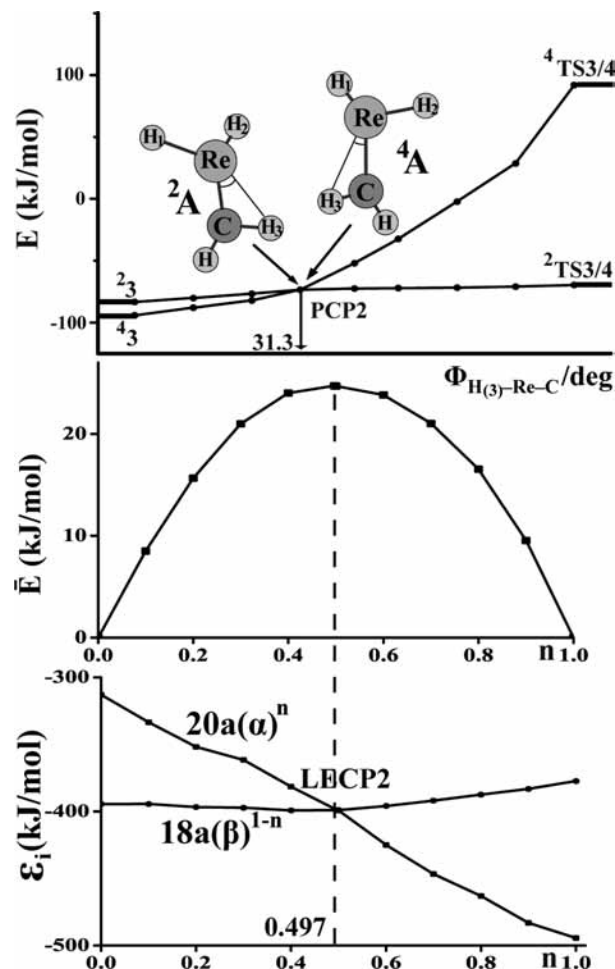 100
0
-100
E (kJ/mol)
H₁
H₂
Re
C
H₃
H
²A
H₁
H₂
Re
H₃
C
H
⁴A
⁴TS3/4
²TS3/4
²3
⁴3
PCP2
31.3
Φ_H(3)–Re–C/deg
20
10
0
Ē (kJ/mol)
0.0 0.2 0.4 0.6 0.8 n 1.0
-300
-400
-500
εᵢ(kJ/mol)
20a(α)ⁿ
LECP2
18a(β)¹⁻ⁿ
0.497
0.0 0.2 0.4 0.6 0.8 n 1.0